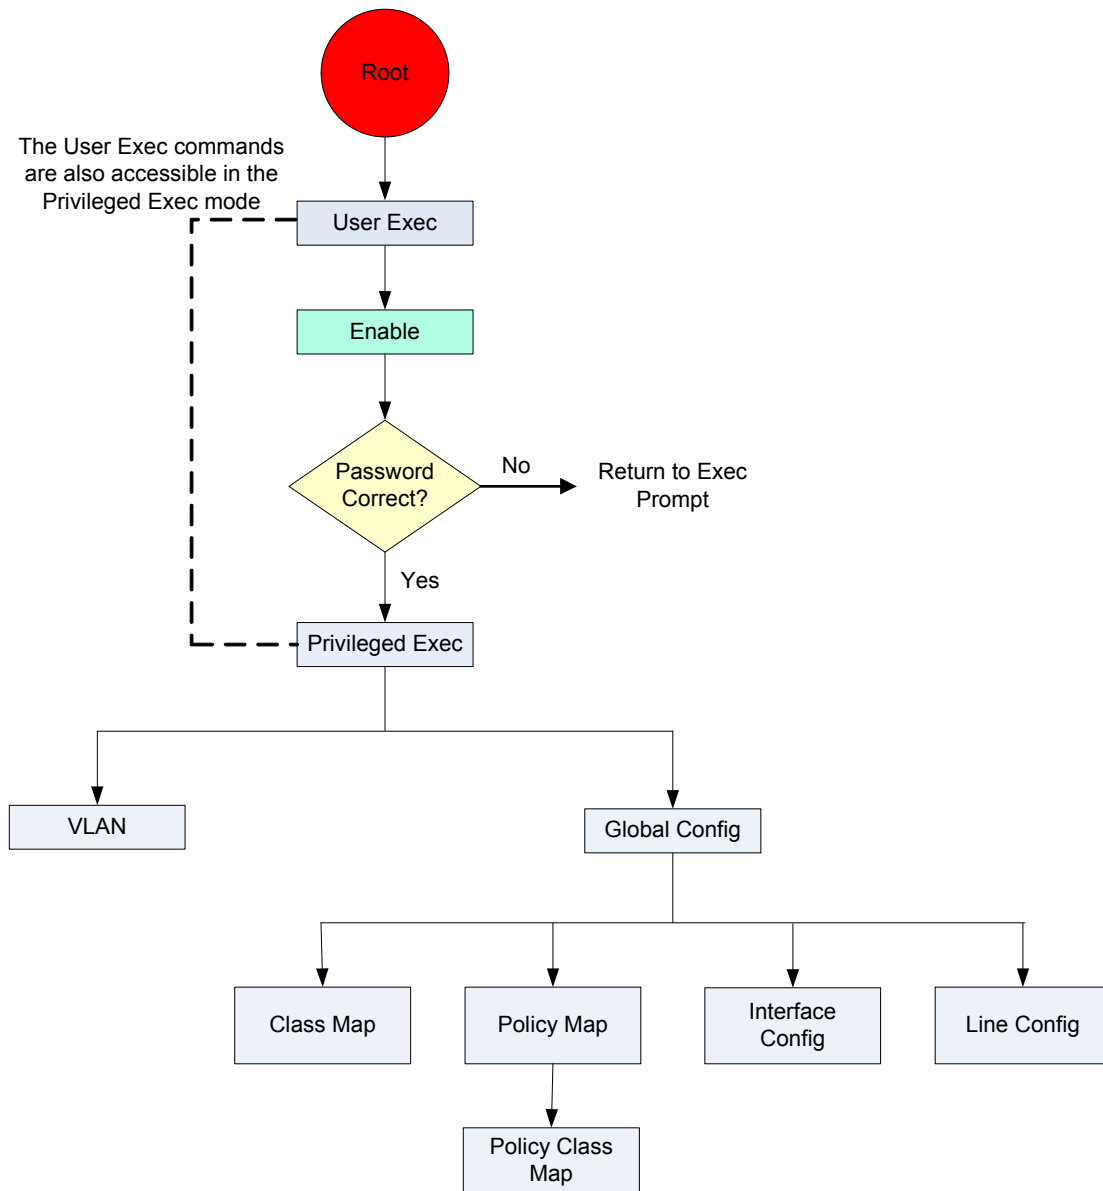 Root
The User Exec commands
are also accessible in the
Privileged Exec mode
User Exec
Enable
Password
Correct?
No
Return to Exec
Prompt
Yes
Privileged Exec
VLAN
Global Config
Class Map
Policy Map
Interface
Config
Line Config
Policy Class
Map